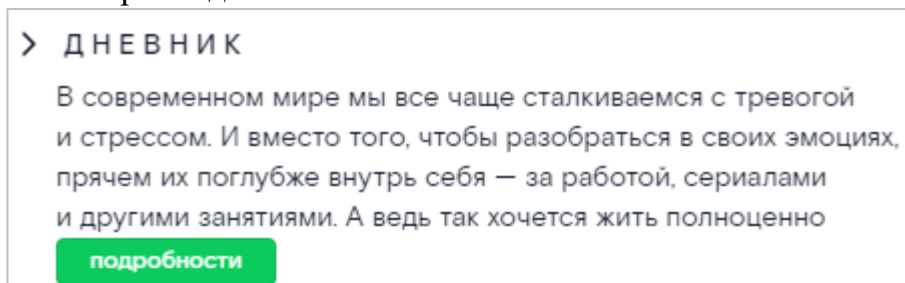 ДНЕВНИК
В современном мире мы все чаще сталкиваемся с тревогой
и стрессом. И вместо того, чтобы разобраться в своих эмоциях,
прячем их поглубже внутрь себя — за работой, сериалами
и другими занятиями. А ведь так хочется жить полноценно
подробности